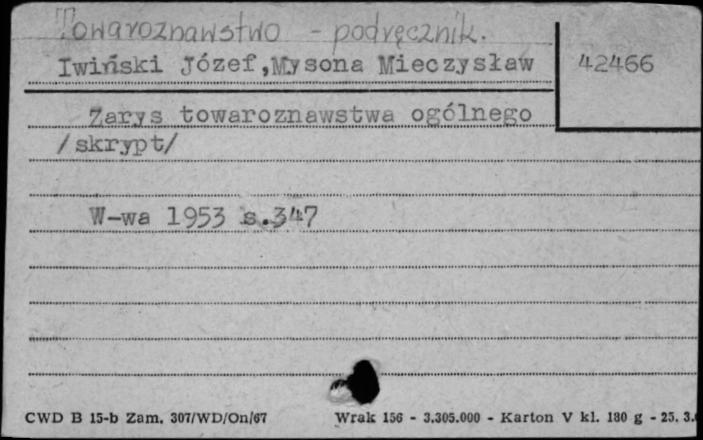 Towaroznawstwo - podręcznik.
Iwiński Józef,Mysona Mieczysław
42466
Zarys towaroznawstwa ogólnego
/skrypt/
W-wa 1953 s.347
CWD B 15-b Zam. 307/WD/On/67 Wrak 156 - 3.305.000 - Karton V kl. 180 g - 25. 3.